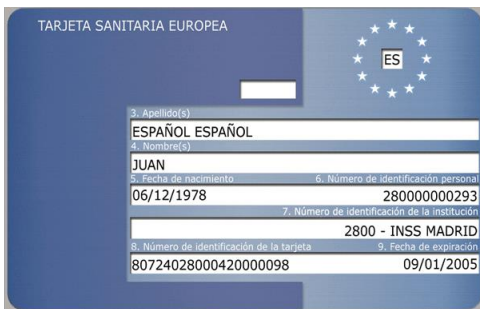 TARJETA SANITARIA EUROPEA
ES
3. Apellido(s)
ESPAÑOL ESPAÑOL
4. Nombre(s)
JUAN
5. Fecha de nacimiento 6. Número de identificación personal
06/12/1978 280000000293
7. Número de identificación de la institución
2800 - INSS MADRID
8. Número de identificación de la tarjeta 9. Fecha de expiración
80724028000420000098 09/01/2005